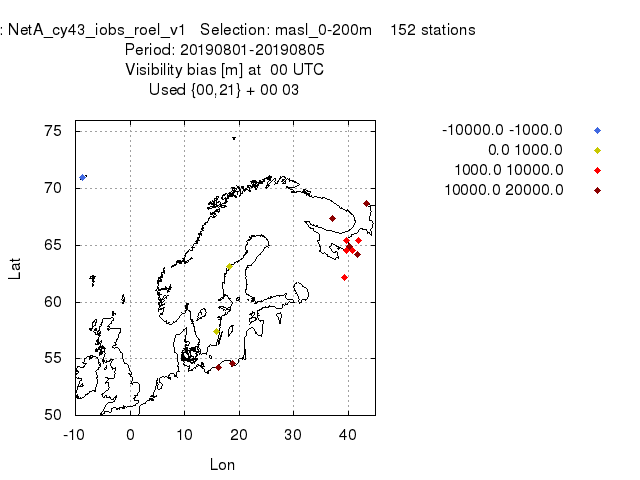 : NetA_cy43_iobs_roel_v1 Selection: masl_0-200m 152 stations
Period: 20190801-20190805
Visibility bias [m] at 00 UTC
Used {00,21} + 00 03
-10000.0 -1000.0
0.0 1000.0
1000.0 10000.0
10000.0 20000.0
75
70
65
60
55
50
Lat
-10 0 10 20 30 40
Lon